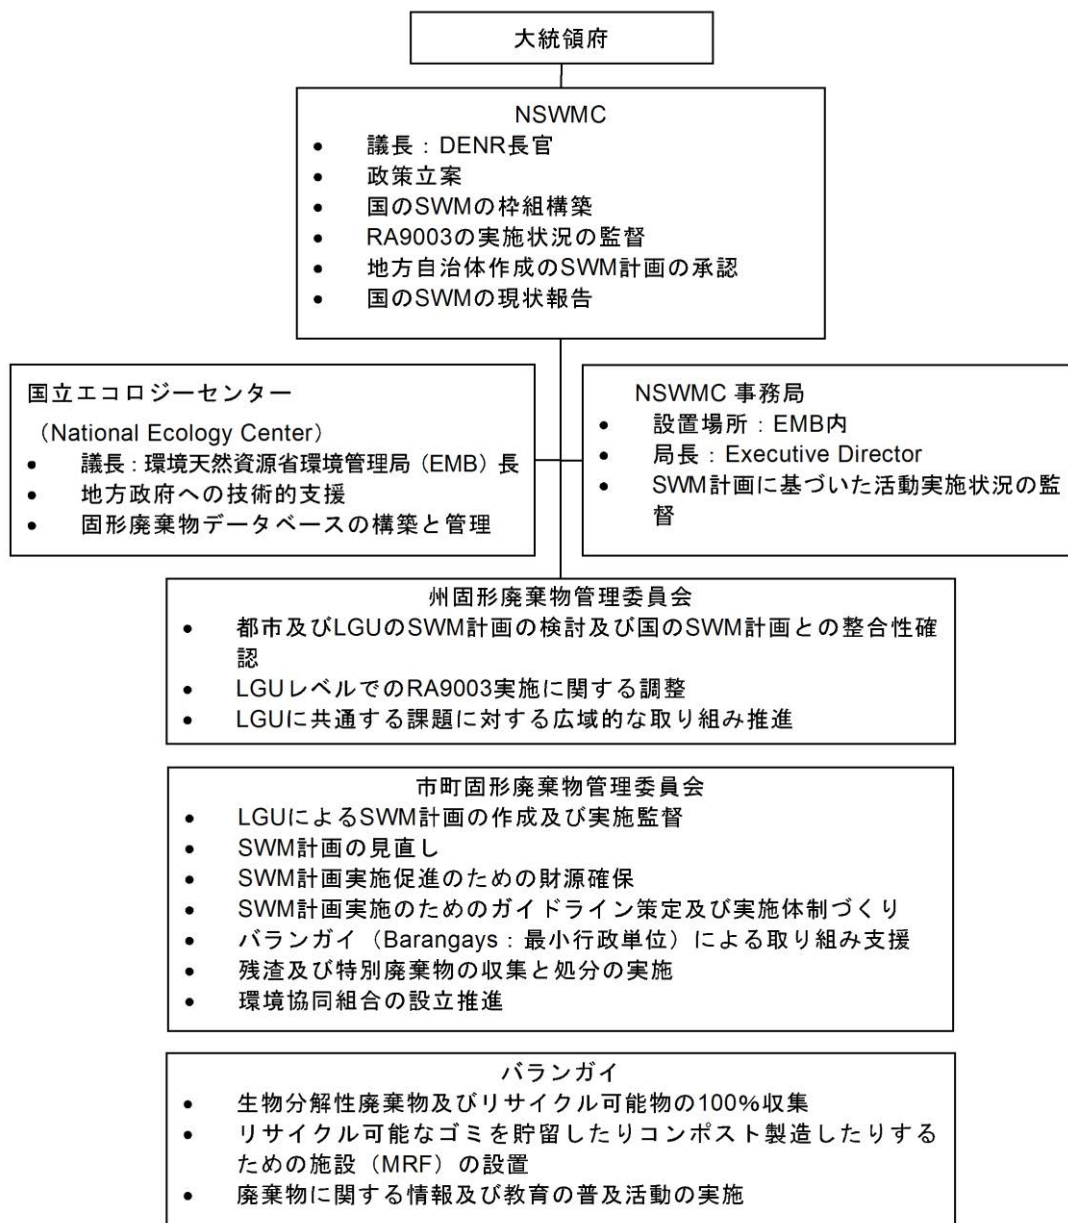 大統領府
NSWMC
• 議長：DENR長官
• 政策立案
• 国のSWMの枠組構築
• RA9003の実施状況の監督
• 地方自治体作成のSWM計画の承認
• 国のSWMの現状報告
国立エコロジーセンター
（National Ecology Center）
• 議長：環境天然資源省環境管理局（EMB）長
• 地方政府への技術的支援
• 固形廃棄物データベースの構築と管理
NSWMC 事務局
• 設置場所：EMB内
• 局長：Executive Director
• SWM計画に基づいた活動実施状況の監
督
州固形廃棄物管理委員会
• 都市及びLGUのSWM計画の検討及び国のSWM計画との整合性確
認
• LGUレベルでのRA9003実施に関する調整
• LGUに共通する課題に対する広域的な取り組み推進
市町固形廃棄物管理委員会
• LGUによるSWM計画の作成及び実施監督
• SWM計画の見直し
• SWM計画実施促進のための財源確保
• SWM計画実施のためのガイドライン策定及び実施体制づくり
• バランガイ（Barangays：最小行政単位）による取り組み支援
• 残渣及び特別廃棄物の収集と処分の実施
• 環境協同組合の設立推進
バランガイ
• 生物分解性廃棄物及びリサイクル可能物の100%収集
• リサイクル可能なゴミを貯留したりコンポスト製造したりする
ための施設（MRF）の設置
• 廃棄物に関する情報及び教育の普及活動の実施